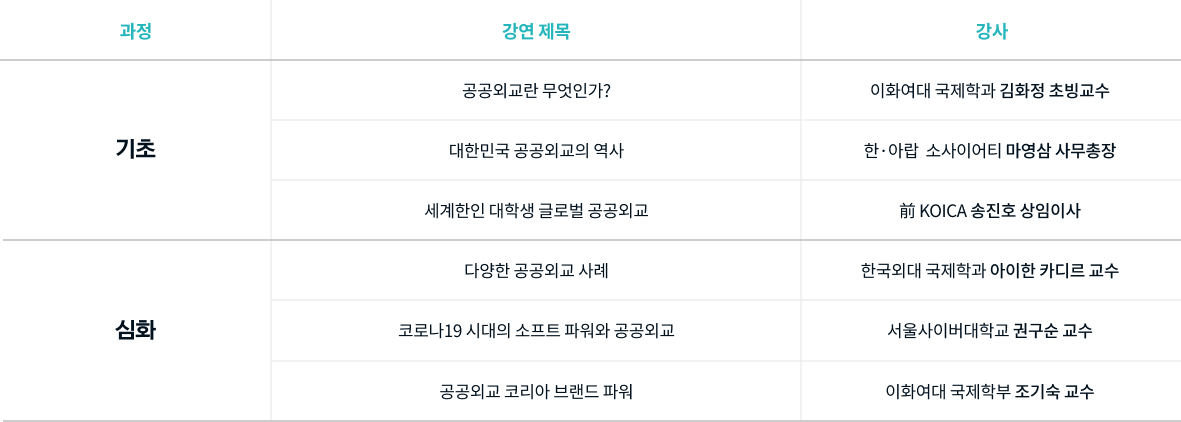 과정 강연 제목 강사
공공외교란 무엇인가? 이화여대 국제학과 김화정 초빙교수
기초 대한민국 공공외교의 역사 한·아랍 소사이어티 마영삼 사무총장
세계한인 대학생 글로벌 공공외교 前 KOICA 송진호 상임이사
다양한 공공외교 사례 한국외대 국제학과 아이한 카디르 교수
심화 코로나19 시대의 소프트 파워와 공공외교 서울사이버대학교 권구순 교수
공공외교 코리아 브랜드 파워 이화여대 국제학부 조기숙 교수